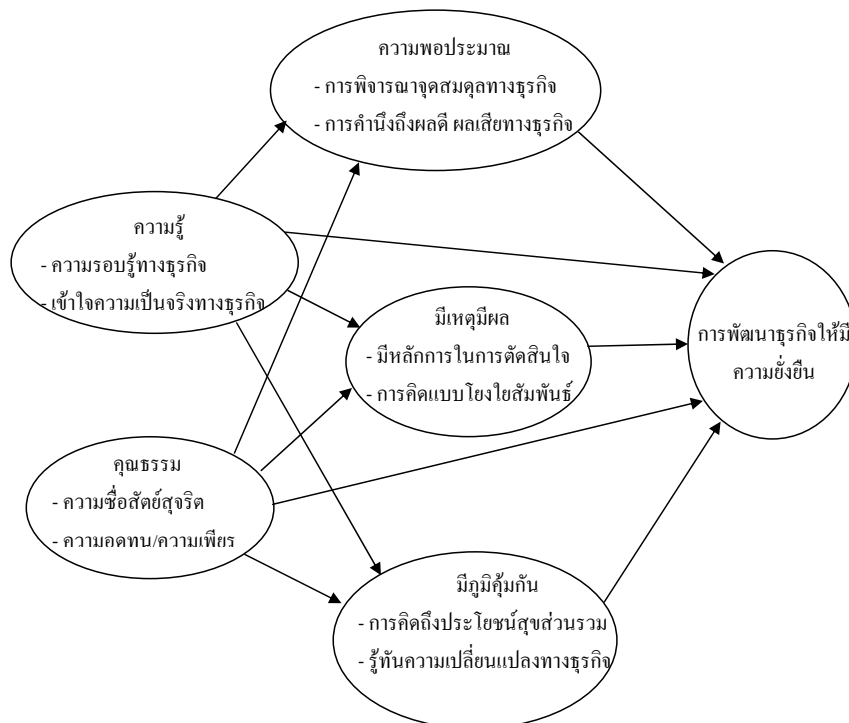 ความพอประมาณ
- การพิจารณาจุดสมดุลทางธุรกิจ
- การคำนึงถึงผลดี ผลเสียทางธุรกิจ
ความรู้
- ความรอบรู้ทางธุรกิจ
- เข้าใจความเป็นจริงทางธุรกิจ
มีเหตุมีผล
- มีหลักการในการตัดสินใจ
- การคิดแบบโยงใยสัมพันธ์
การพัฒนาธุรกิจให้มี
ความยั่งยืน
คุณธรรม
- ความซื่อสัตย์สุจริต
- ความอดทน/ความเพียร
มีภูมิคุ้มกัน
- การคิดถึงประโยชน์สุขส่วนรวม
- รู้ทันความเปลี่ยนแปลงทางธุรกิจ